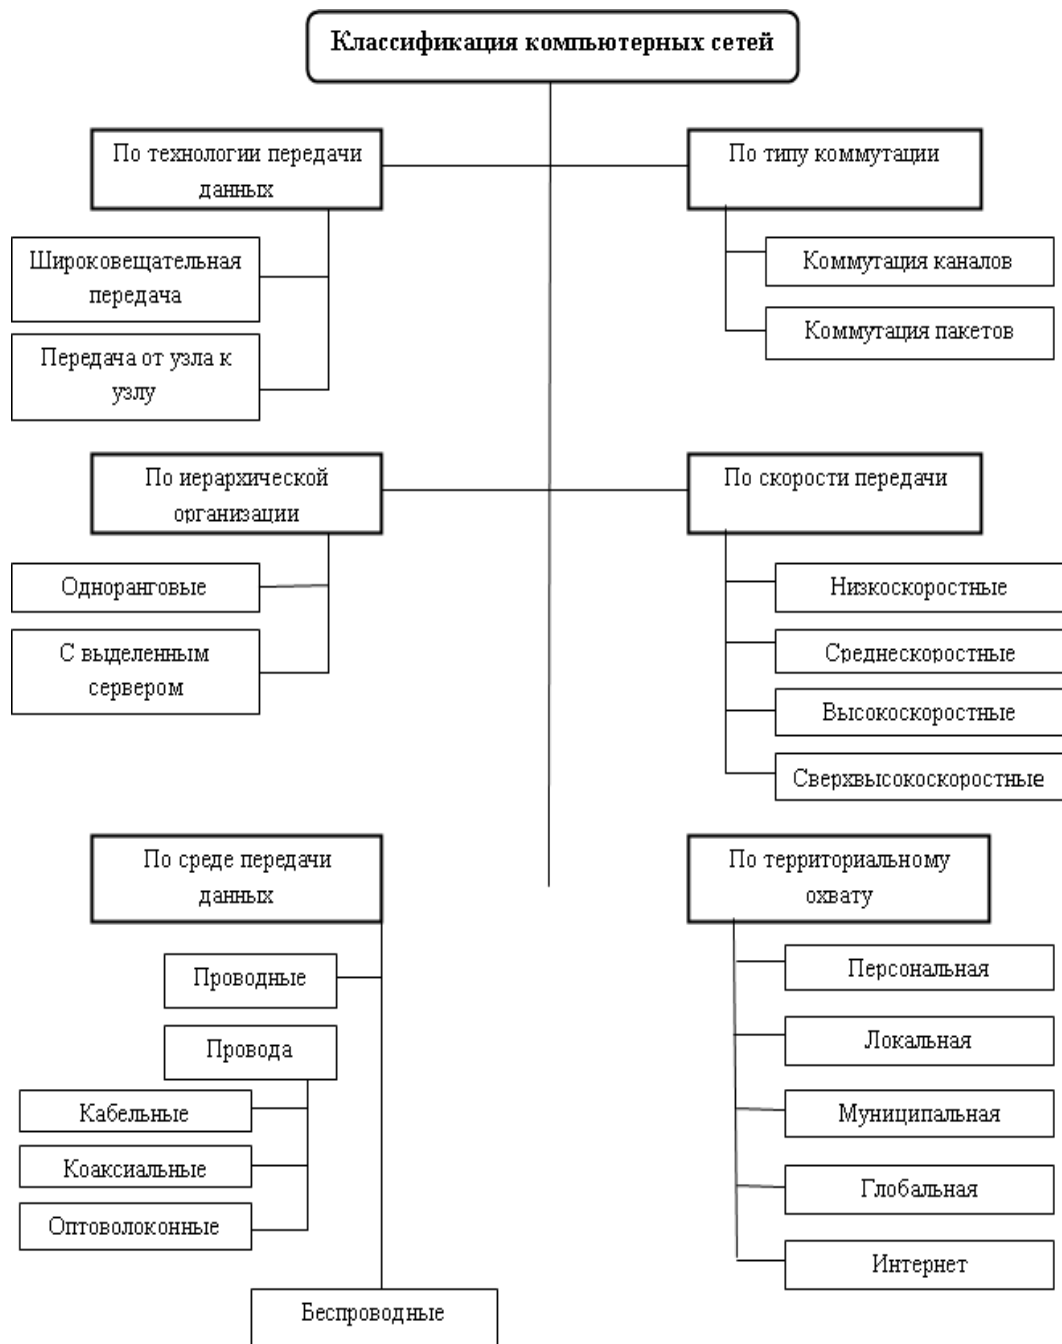 Классификация компьютерных сетей
По технологии передачи
данных
Широковещательная
передача
Передача от узла к
узлу
По типу коммутации
Коммутация каналов
Коммутация пакетов
По иерархической
организации
Одноранговые
С выделенным
сервером
По скорости передачи
Низкоскоростные
Среднескоростные
Высокоскоростные
Сверхвысокоскоростные
По среде передачи
данных
Проводные
Провода
Кабельные
Коаксиальные
Оптоволоконные
Беспроводные
По территориальному
охвату
Персональная
Локальная
Муниципальная
Глобальная
Интернет